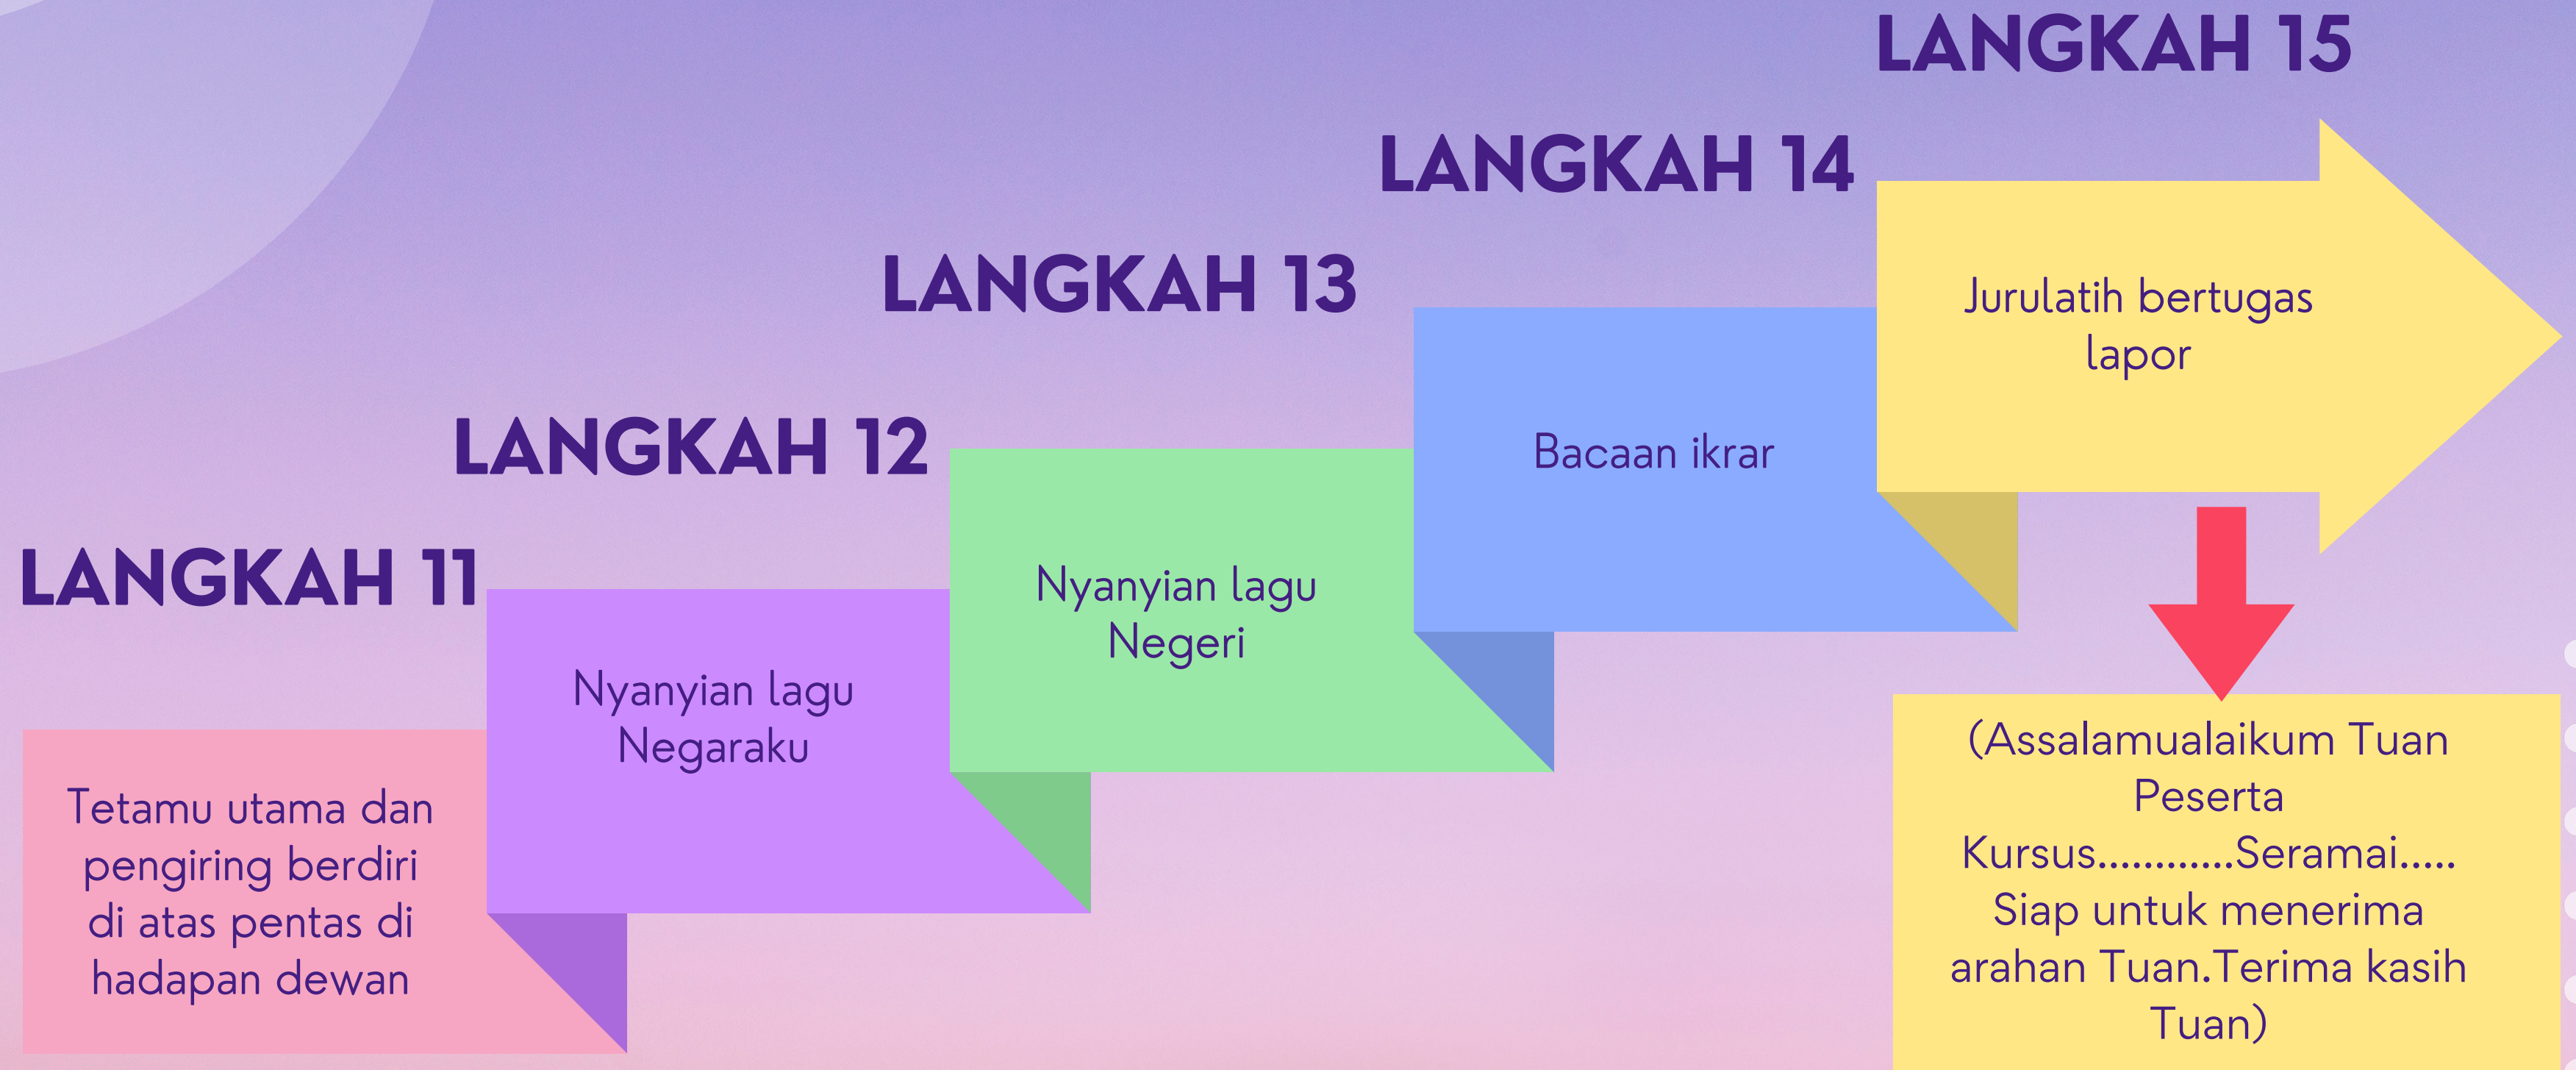 LANGKAH 11
Tetamu utama dan
pengiring berdiri
di atas pentas di
hadapan dewan
LANGKAH 12
Nyanyian lagu
Negaraku
LANGKAH 13
Nyanyian lagu
Negeri
LANGKAH 14
Bacaan ikrar
LANGKAH 15
Jurulatih bertugas
lapor
(Assalamualaikum Tuan
Peserta
Kursus............Seramai.....
Siap untuk menerima
arahan Tuan.Terima kasih
Tuan)